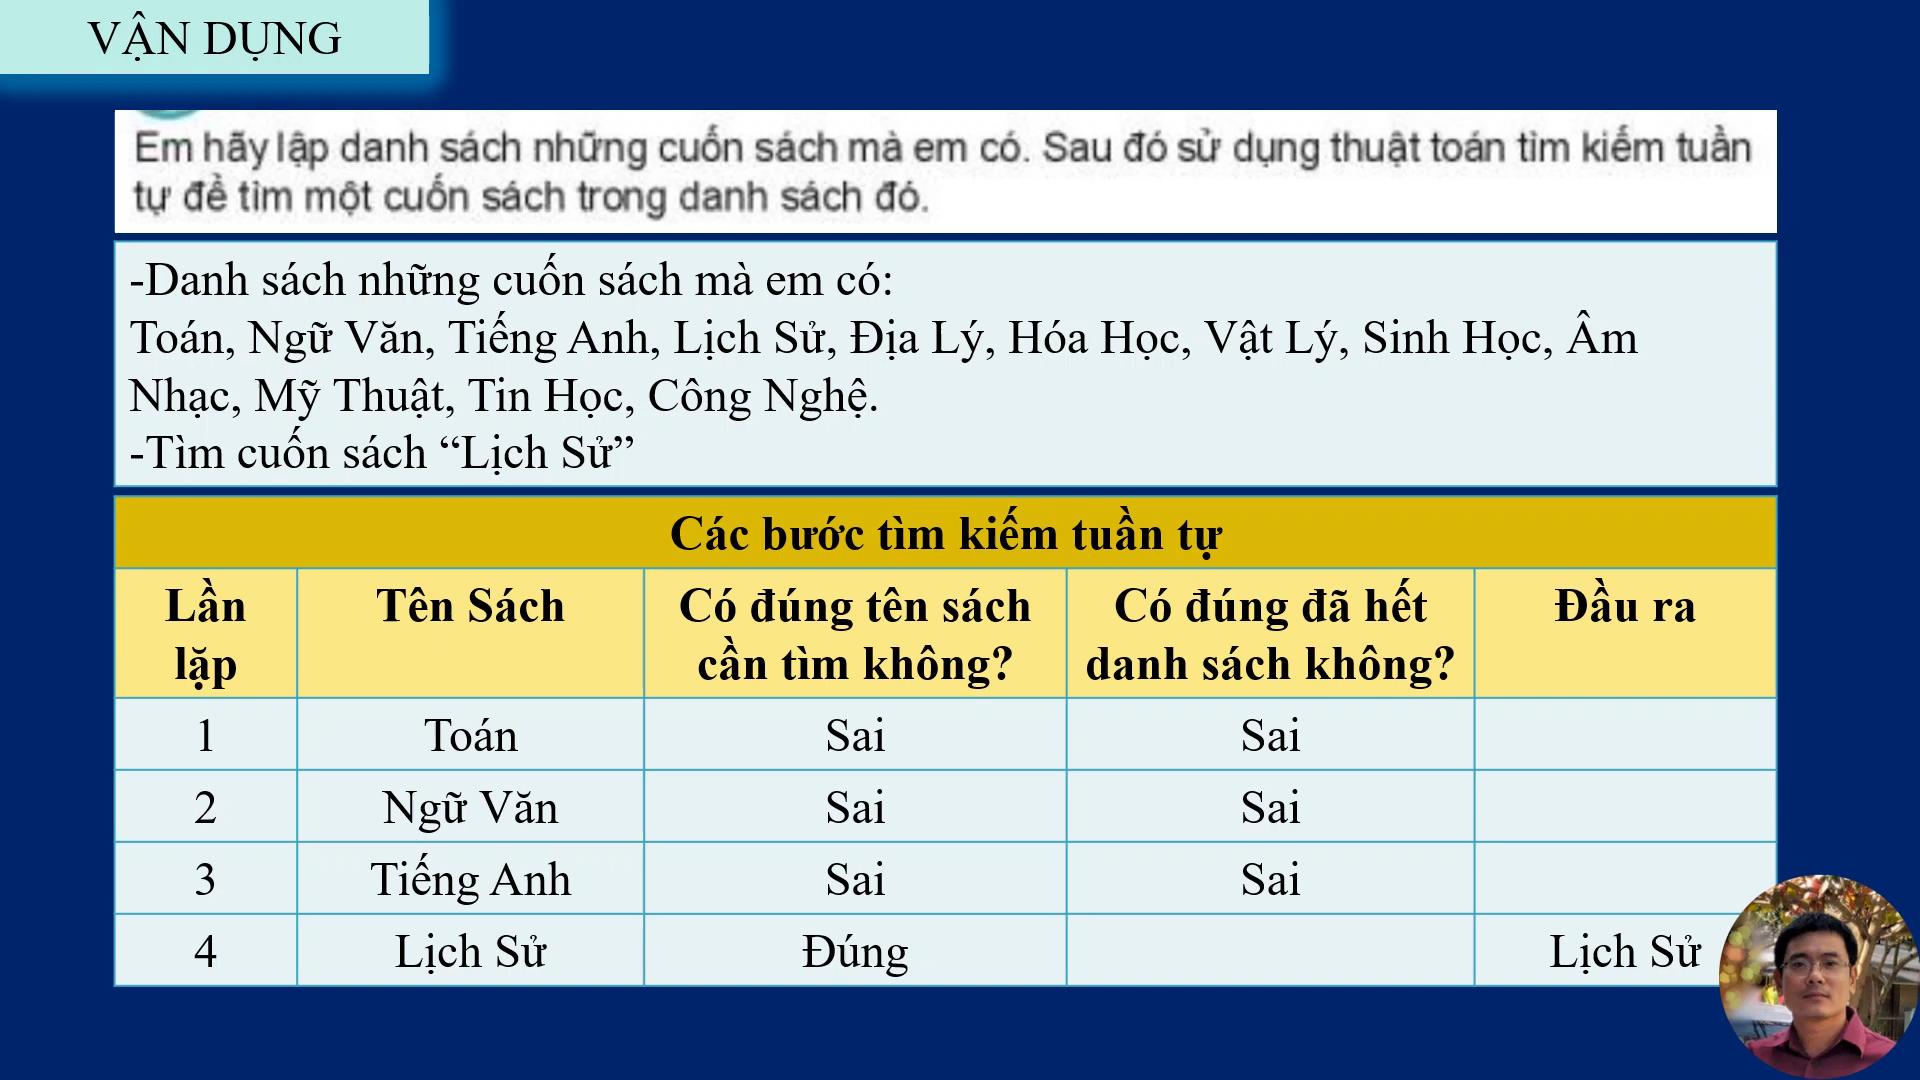 VẬN DỤNG
Em hãy lập danh sách những cuốn sách mà em có. Sau đó sử dụng thuật toán tìm kiếm tuần
tự để tìm một cuốn sách trong danh sách đó.
-Danh sách những cuốn sách mà em có:
Toán, Ngữ Văn, Tiếng Anh, Lịch Sử, Địa Lý, Hóa Học, Vật Lý, Sinh Học, Âm
Nhạc, Mỹ Thuật, Tin Học, Công Nghệ.
-Tìm cuốn sách “Lịch Sử”
Các bước tìm kiếm tuần tự
Lần lặp Tên Sách Có đúng tên sách cần tìm không? Có đúng đã hết danh sách không? Đầu ra
1 Toán Sai Sai
2 Ngữ Văn Sai Sai
3 Tiếng Anh Sai Sai
4 Lịch Sử Đúng Lịch Sử